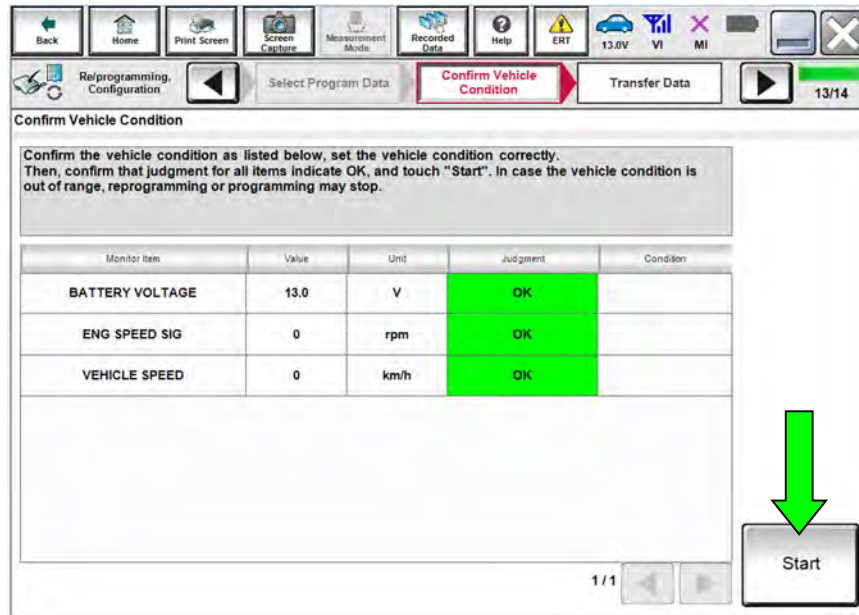 Back
Home
Print Screen
Screen
Capture
Measurement
Mode
Recorded
Data
Help
ERT
13.0V
VI
MI
Re/programming,
Configuration
Select Program Data
Confirm Vehicle
Condition
Transfer Data
13/14
Confirm Vehicle Condition
Confirm the vehicle condition as listed below, set the vehicle condition correctly.
Then, confirm that judgment for all items indicate OK, and touch "Start". In case the vehicle condition is
out of range, reprogramming or programming may stop.
Monitor Item Value Unit Judgment Condition
BATTERY VOLTAGE 13.0 V OK
ENG SPEED SIG 0 rpm OK
VEHICLE SPEED 0 km/h OK
Start
1/1